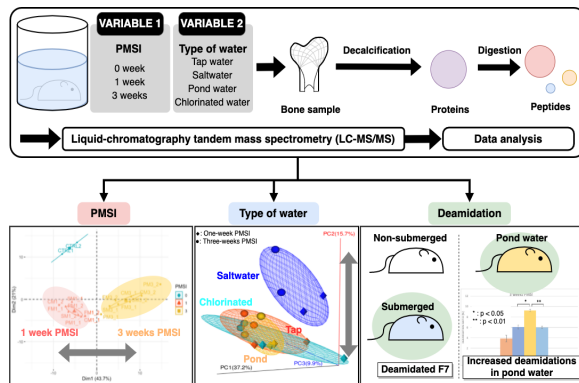 VARIABLE 1
VARIABLE 2
PMSI
0 week
1 week
3 weeks
Type of water
Tap water
Saltwater
Pond water
Chlorinated water
Bone sample
Decalcification
Proteins
Digestion
Peptides
Liquid-chromatography tandem mass spectrometry (LC-MS/MS)
Data analysis
PMSI
Type of water
Deamidation
PMSI
1 week PMSI
3 weeks PMSI
Dim1 (43.7%)
: One-week PMSI
: Three-weeks PMSI
PC2(15.7%)
Saltwater
Chlorinated
Tap
Pond
PC1(37.2%)
PC3(9.9%)
Non-submerged
Pond water
Submerged
* : p < 0.05
** : p < 0.01
* **
Deamidated F7
Increased deamidations
in pond water